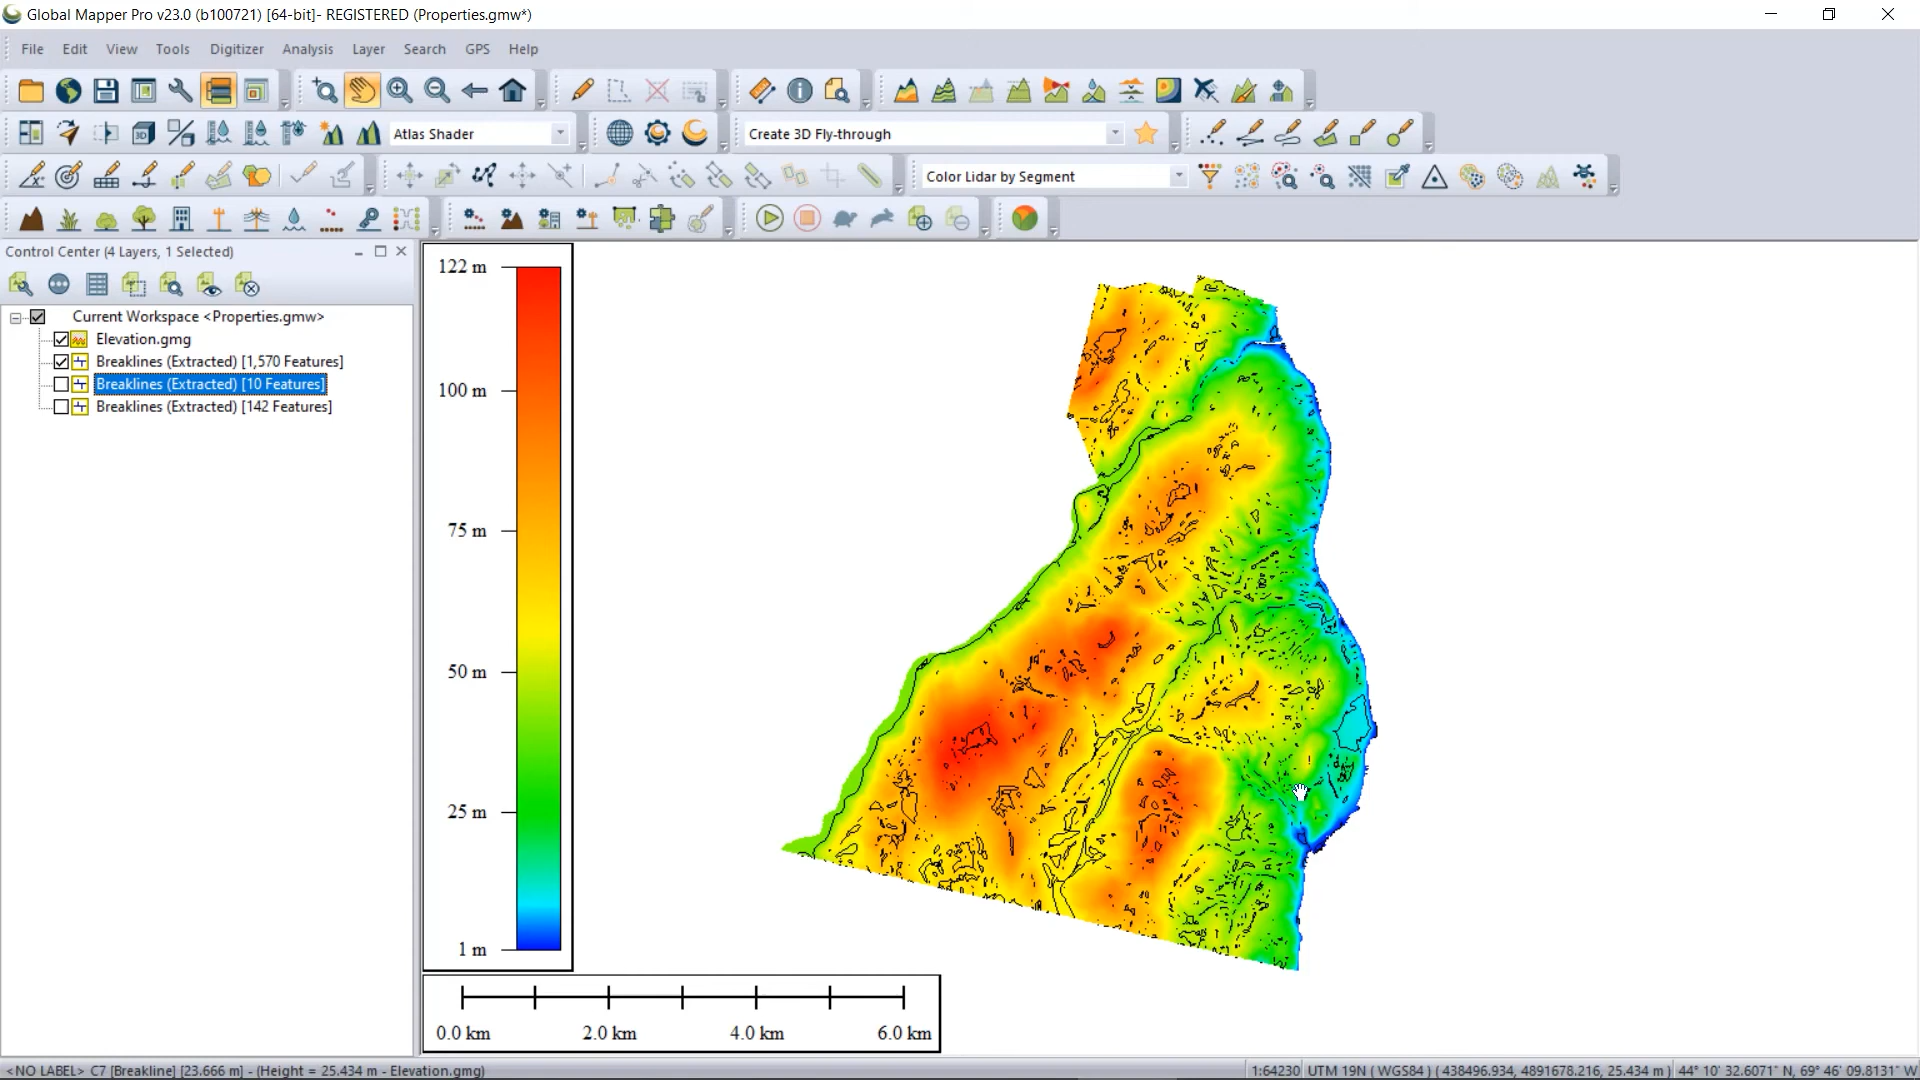 Global Mapper Pro v23.0 (b100721) [64-bit]- REGISTERED (Properties.gmw*)
File Edit View Tools Digitizer Analysis Layer Search GPS Help
Atlas Shader
Create 3D Fly-through
Color Lidar by Segment
Control Center (4 Layers, 1 Selected)
Current Workspace <Properties.gmw>
Elevation.gmg
Breaklines (Extracted) [1,570 Features]
Breaklines (Extracted) [10 Features]
Breaklines (Extracted) [142 Features]
122 m
100 m
75 m
50 m
25 m
1 m
0.0 km 2.0 km 4.0 km 6.0 km
<NO LABEL> C7 [Breakline] [23.666 m] - (Height = 25.434 m - Elevation.gmg)
1:64230 UTM 19N ( WGS84 ) ( 438496.934, 4891678.216, 25.434 m ) 44° 10' 32.6071" N, 69° 46' 09.8131" W